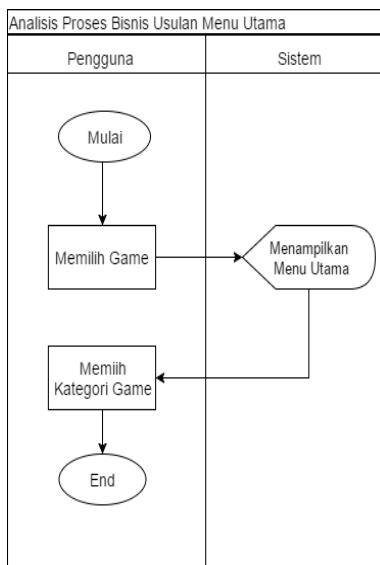 Analisis Proses Bisnis Usulan Menu Utama
Pengguna
Sistem
Mulai
Memilih Game
Menampilkan
Menu Utama
Memiih
Kategori Game
End